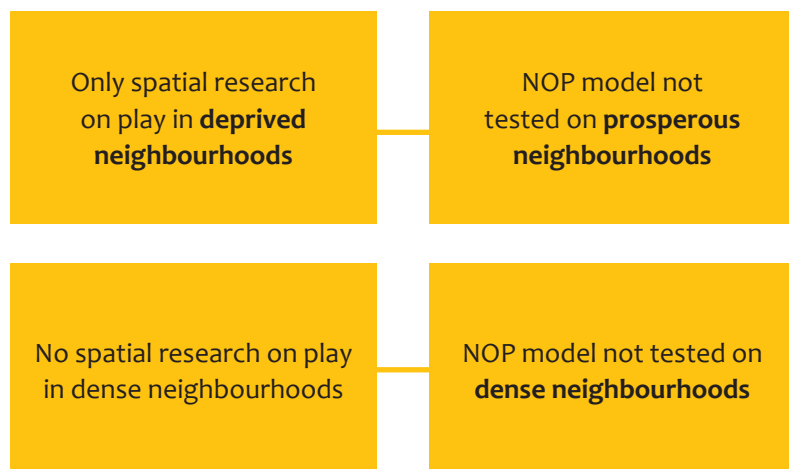 Only spatial research
on play in deprived
neighbourhoods
NOP model not
tested on prosperous
neighbourhoods
No spatial research on play
in dense neighbourhoods
NOP model not tested on
dense neighbourhoods